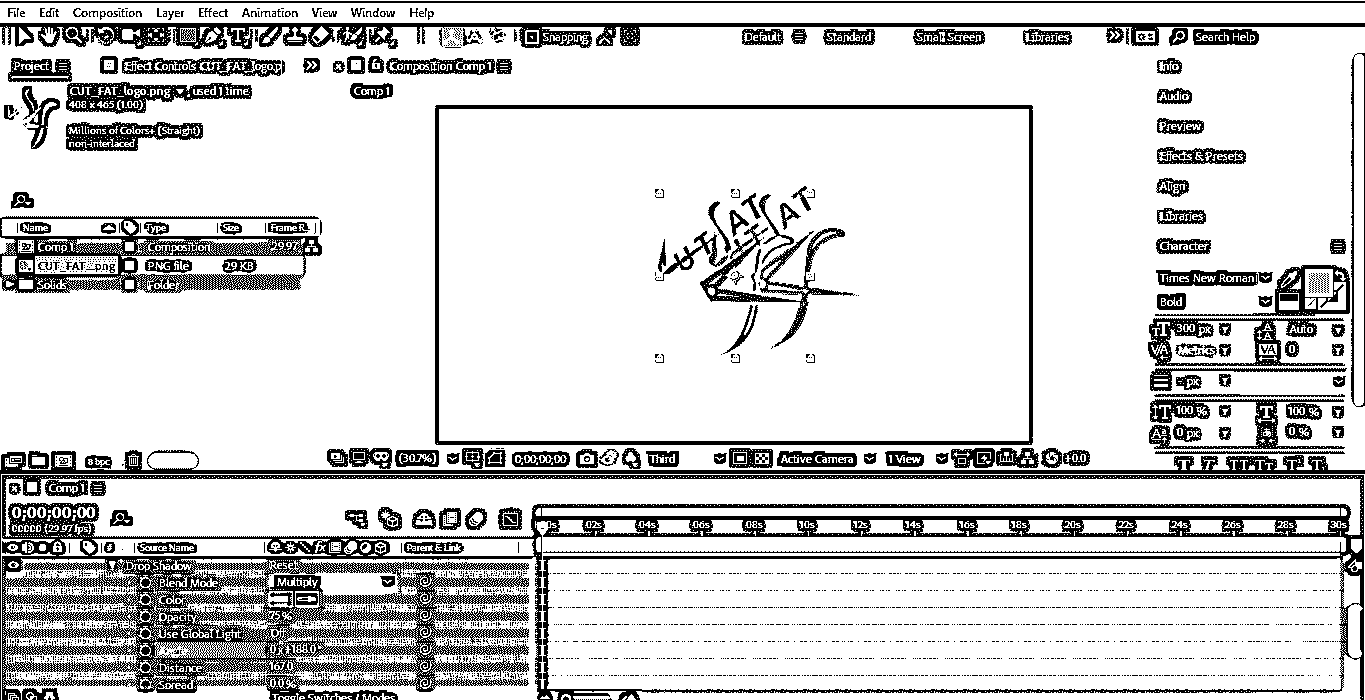 File Edit Composition Layer Effect Animation View Window Help
Snapping Default Standard Small Screen Libraries Search Help
Project Effect Controls CUT_FAT_logo.p Composition Comp 1
CUT_FAT_logo.png , used 1 time
408 x 465 (1.00)
Millions of Colors+ (Straight)
non-interlaced
Comp 1
Info
Audio
Preview
Effects & Presets
Align
Libraries
Character
Times New Roman
Bold
300 px Auto
Metrics 0
- px
100 % 100 %
0 px 0 %
Name Type Size Frame R..
Comp 1 Composition 29.97
CUT_FAT_...png PNG file 29 KB
Solids Folder
8 bpc (30.7%) 0;00;00;00 Third Active Camera 1 View +0.0
Comp 1
0;00;00;00
00000 (29.97 fps)
02s 04s 06s 08s 10s 12s 14s 16s 18s 20s 22s 24s 26s 28s 30s
# Source Name Parent & Link
Drop Shadow Reset
Blend Mode Multiply
Color
Opacity 75 %
Use Global Light
0 x +188.0°
Distance 167.0
Spread 0.0 %
Toggle Switches / Modes